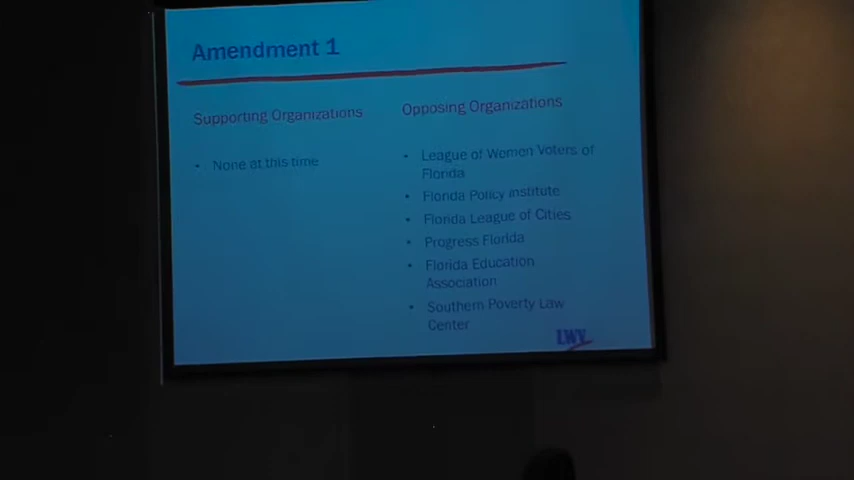 Amendment 1
Supporting Organizations
• None at this time
Opposing Organizations
• League of Women Voters of
Florida
• Florida Policy Institute
• Florida League of Cities
• Progress Florida
• Florida Education
Association
• Southern Poverty Law
Center
LWV